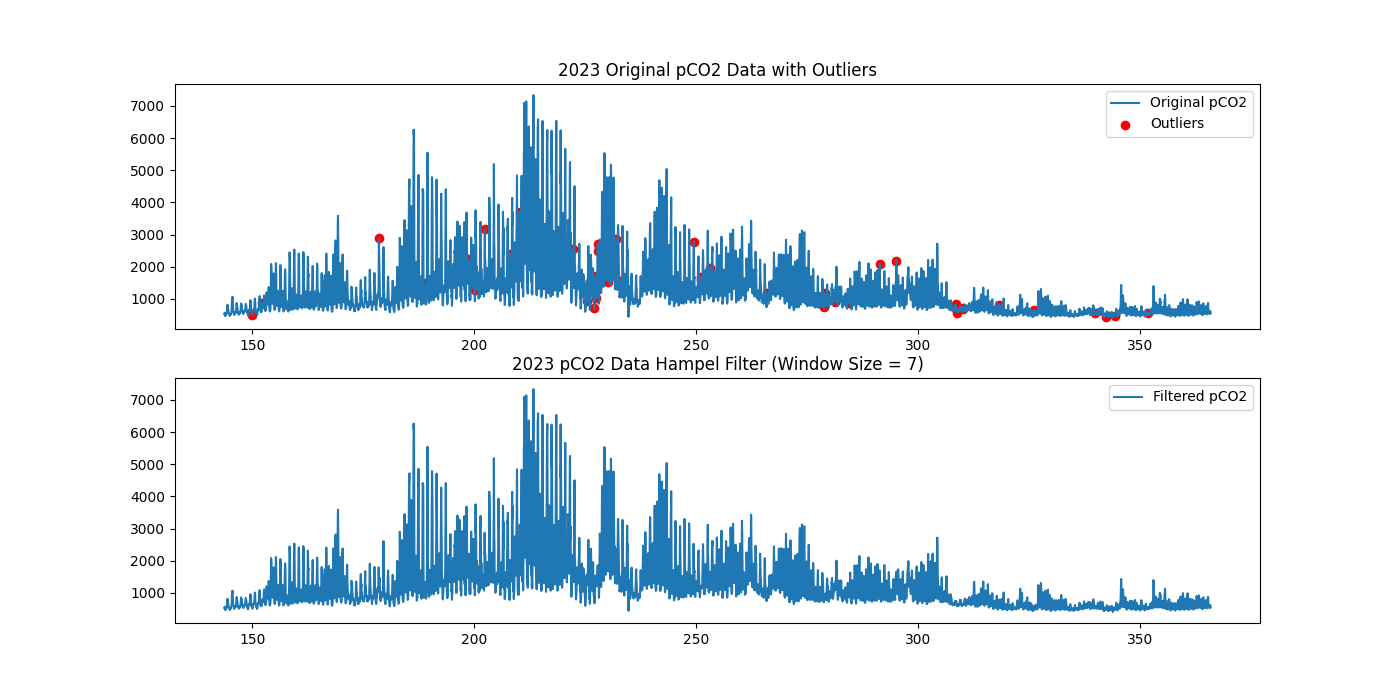 2023 Original pCO2 Data with Outliers
7000
6000
5000
4000
3000
2000
1000
Original pCO2
Outliers
150 200 250 300 350
2023 pCO2 Data Hampel Filter (Window Size = 7)
7000
6000
5000
4000
3000
2000
1000
Filtered pCO2
150 200 250 300 350